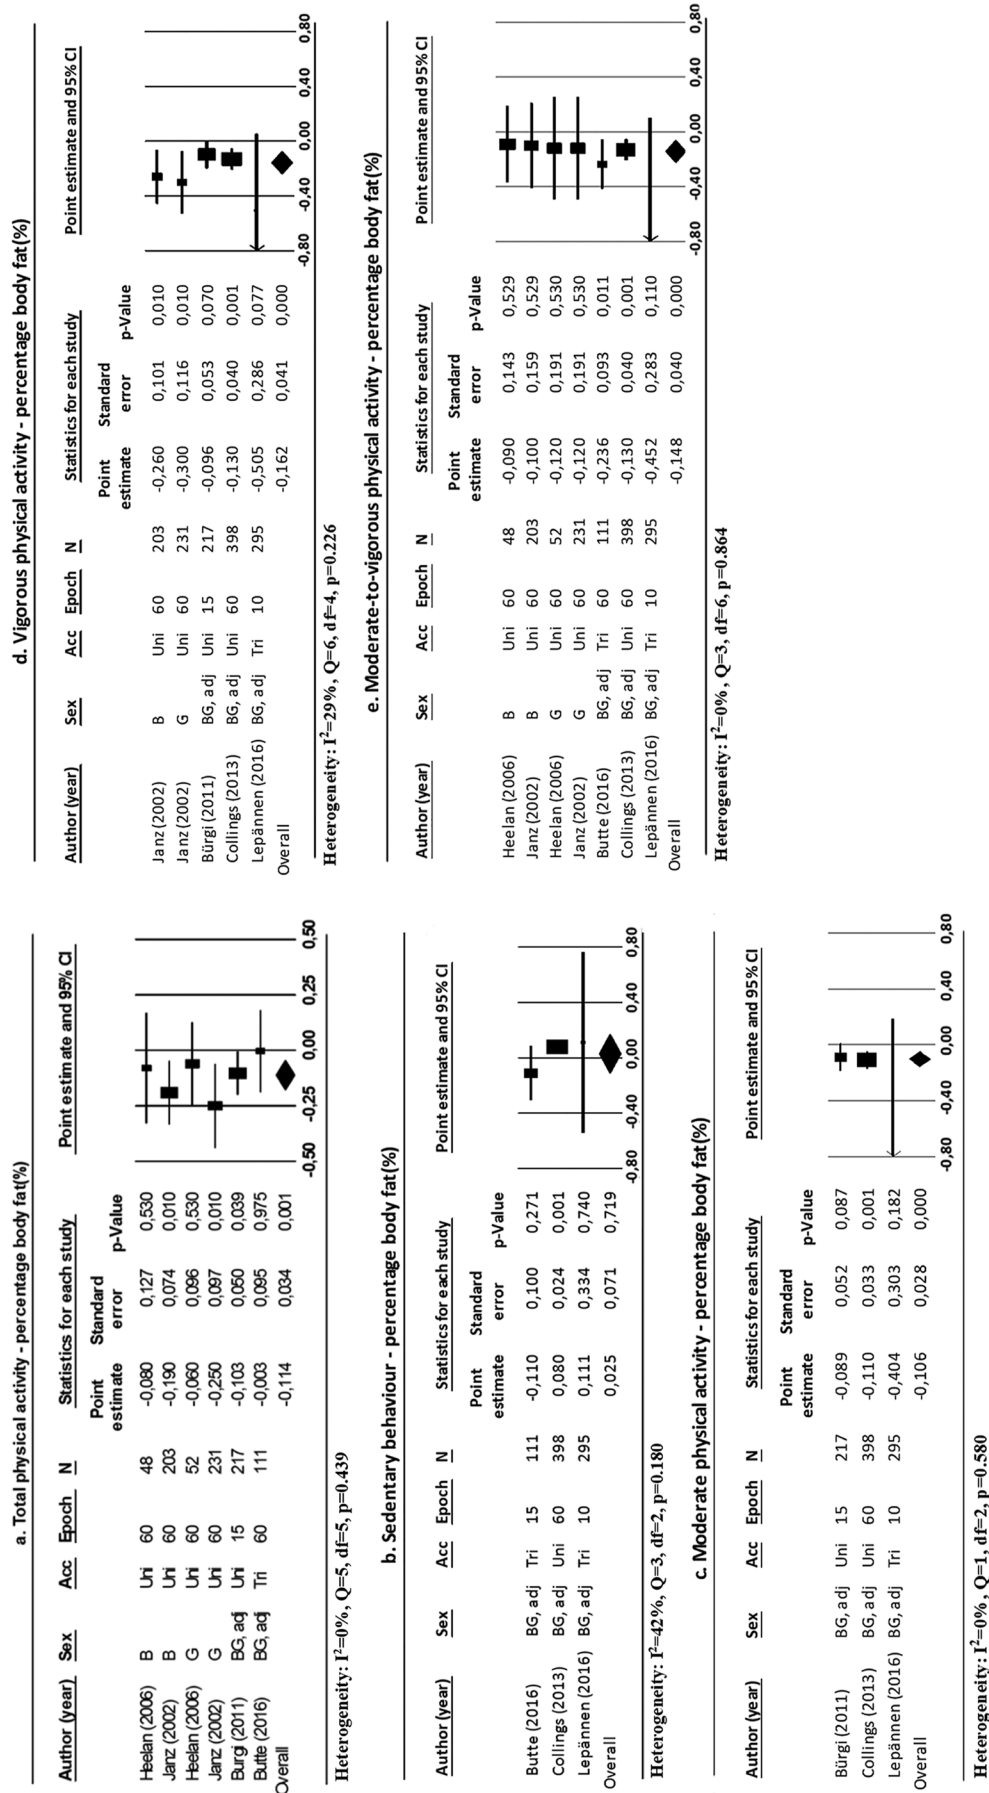 a. Total physical activity - percentage body fat(%)
Author (year) Sex Acc Epoch N Statistics for each study Point estimate and 95% CI
Point estimate Standard error p-Value
Heelan (2006) B Uni 60 48 -0,080 0,127 0,530
Janz (2002) B Uni 60 203 -0,190 0,074 0,010
Heelan (2006) G Uni 60 52 -0,060 0,096 0,530
Janz (2002) G Uni 60 231 -0,250 0,097 0,010
Burgi (2011) BG, adj Uni 15 217 -0,103 0,050 0,039
Butte (2016) BG, adj Tri 60 111 -0,003 0,095 0,975
Overall -0,114 0,034 0,001
-0,50 -0,25 0,00 0,25 0,50
Heterogeneity: I²=0%, Q=5, df=5, p=0.439
b. Sedentary behaviour - percentage body fat(%)
Author (year) Sex Acc Epoch N Statistics for each study Point estimate and 95% CI
Point estimate Standard error p-Value
Butte (2016) BG, adj Tri 15 111 -0,110 0,100 0,271
Collings (2013) BG, adj Uni 60 398 0,080 0,024 0,001
Lepännen (2016) BG, adj Tri 10 295 0,111 0,334 0,740
Overall 0,025 0,071 0,719
-0,80 -0,40 0,00 0,40 0,80
Heterogeneity: I²=42%, Q=3, df=2, p=0.180
c. Moderate physical activity - percentage body fat(%)
Author (year) Sex Acc Epoch N Statistics for each study Point estimate and 95% CI
Point estimate Standard error p-Value
Bürgi (2011) BG, adj Uni 15 217 -0,089 0,052 0,087
Collings (2013) BG, adj Uni 60 398 -0,110 0,033 0,001
Lepännen (2016) BG, adj Tri 10 295 -0,404 0,303 0,182
Overall -0,106 0,028 0,000
-0,80 -0,40 0,00 0,40 0,80
Heterogeneity: I²=0%, Q=1, df=2, p=0.580
d. Vigorous physical activity - percentage body fat(%)
Author (year) Sex Acc Epoch N Statistics for each study Point estimate and 95% CI
Point estimate Standard error p-Value
Janz (2002) B Uni 60 203 -0,260 0,101 0,010
Janz (2002) G Uni 60 231 -0,300 0,116 0,010
Bürgi (2011) BG, adj Uni 15 217 -0,096 0,053 0,070
Collings (2013) BG, adj Uni 60 398 -0,130 0,040 0,001
Lepännen (2016) BG, adj Tri 10 295 -0,505 0,286 0,077
Overall -0,162 0,041 0,000
-0,80 -0,40 0,00 0,40 0,80
Heterogeneity: I²=29%, Q=6, df=4, p=0.226
e. Moderate-to-vigorous physical activity - percentage body fat(%)
Author (year) Sex Acc Epoch N Statistics for each study Point estimate and 95% CI
Point estimate Standard error p-Value
Heelan (2006) B Uni 60 48 -0,090 0,143 0,529
Janz (2002) B Uni 60 203 -0,100 0,159 0,529
Heelan (2006) G Uni 60 52 -0,120 0,191 0,530
Janz (2002) G Uni 60 231 -0,120 0,191 0,530
Butte (2016) BG, adj Tri 60 111 -0,236 0,093 0,011
Collings (2013) BG, adj Uni 60 398 -0,130 0,040 0,001
Lepännen (2016) BG, adj Tri 10 295 -0,452 0,283 0,110
Overall -0,148 0,040 0,000
-0,80 -0,40 0,00 0,40 0,80
Heterogeneity: I²=0%, Q=3, df=6, p=0.864